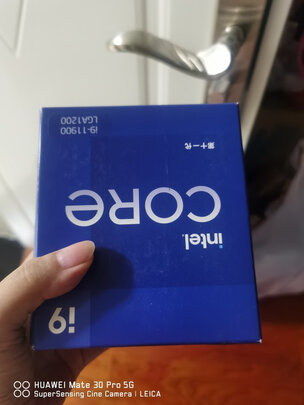 intel.
CORE
i9
第十一代
i9-11900
LGA1200
HUAWEI Mate 30 Pro 5G
SuperSensing Cine Camera | LEICA